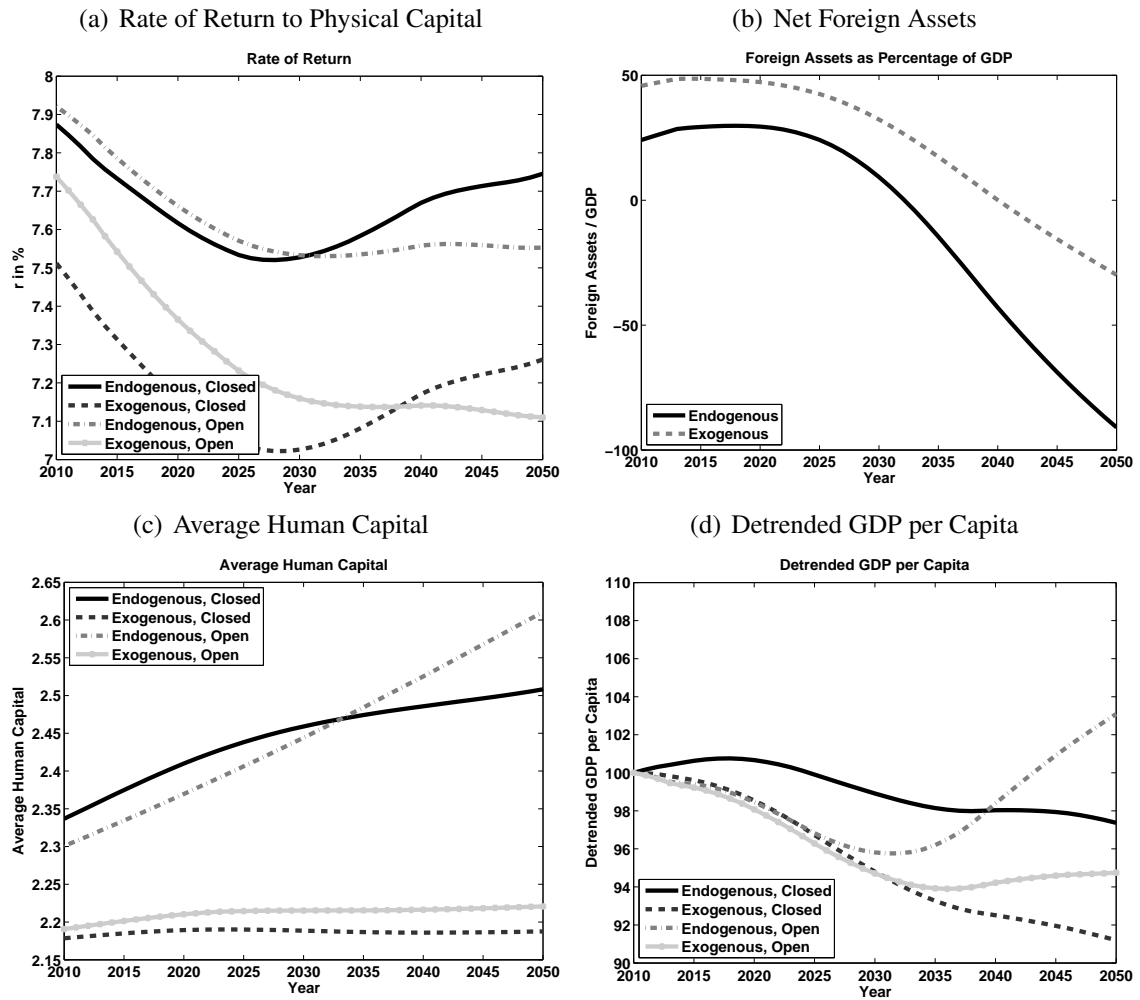 (a) Rate of Return to Physical Capital
Rate of Return
8
7.9
7.8
7.7
7.6
7.5
7.4
7.3
7.2
7.1
7
r in %
Endogenous, Closed
Exogenous, Closed
Endogenous, Open
Exogenous, Open
2010 2015 2020 2025 2030 2035 2040 2045 2050
Year
(b) Net Foreign Assets
Foreign Assets as Percentage of GDP
50
0
−50
−100
Foreign Assets / GDP
Endogenous
Exogenous
2010 2015 2020 2025 2030 2035 2040 2045 2050
Year
(c) Average Human Capital
Average Human Capital
2.65
2.6
2.55
2.5
2.45
2.4
2.35
2.3
2.25
2.2
2.15
Average Human Capital
Endogenous, Closed
Exogenous, Closed
Endogenous, Open
Exogenous, Open
2010 2015 2020 2025 2030 2035 2040 2045 2050
Year
(d) Detrended GDP per Capita
Detrended GDP per Capita
110
108
106
104
102
100
98
96
94
92
90
Detrended GDP per Capita
Endogenous, Closed
Exogenous, Closed
Endogenous, Open
Exogenous, Open
2010 2015 2020 2025 2030 2035 2040 2045 2050
Year